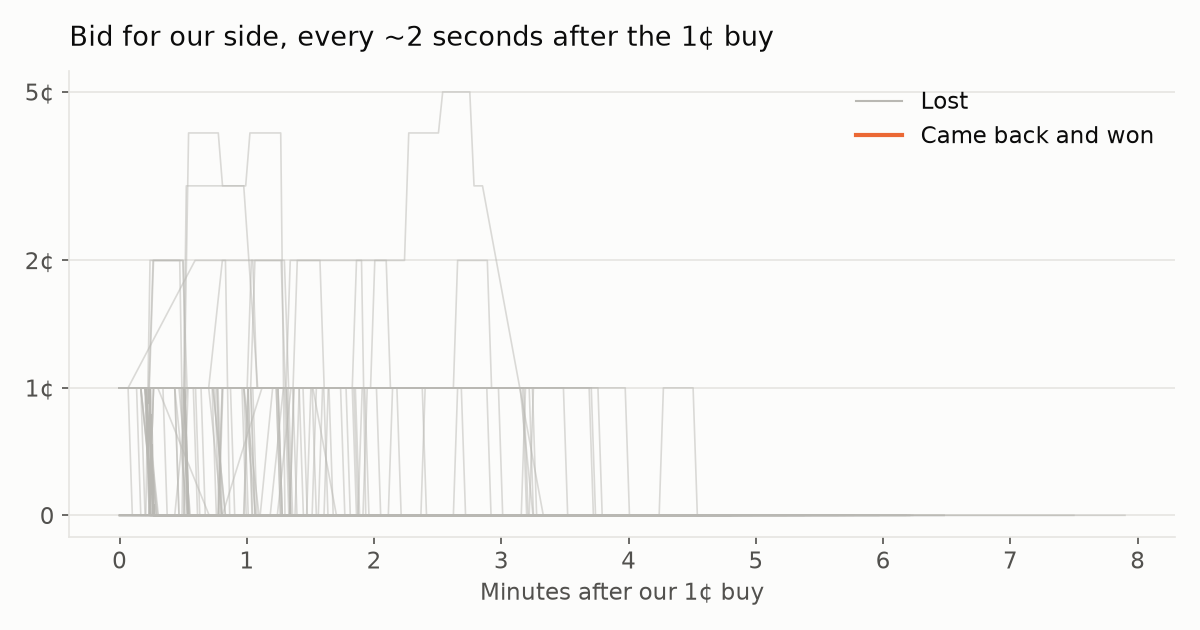 Bid for our side, every ~2 seconds after the 1¢ buy
5¢
2¢
1¢
0
Lost
Came back and won
0 1 2 3 4 5 6 7 8
Minutes after our 1¢ buy